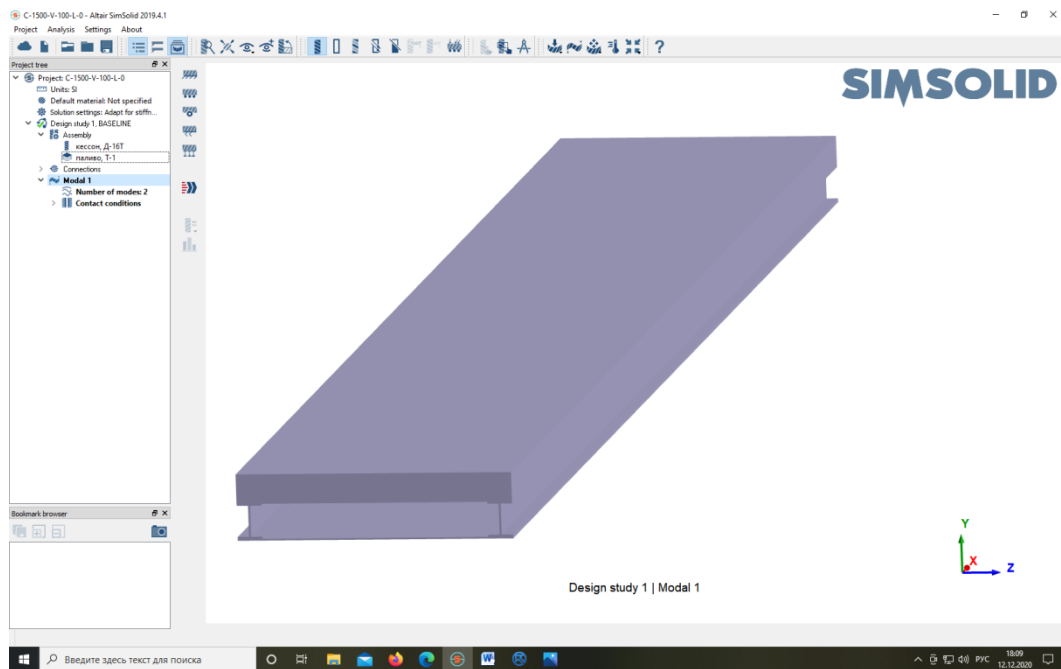 C-1500-V-100-L-0 - Altair SimSolid 2019.4.1
Project Analysis Settings About
Project tree
Project: C-1500-V-100-L-0
Units: SI
Default material: Not specified
Solution settings: Adapt for stiffn...
Design study 1. BASELINE
Assembly
кессон, Д-16Т
паливо, Т-1
Connections
Modal 1
Number of modes: 2
Contact conditions
SIMSOLID
Bookmark browser
Y
X
Z
Design study 1 | Modal 1
Введите здесь текст для поиска
РУС
18:09
12.12.2020